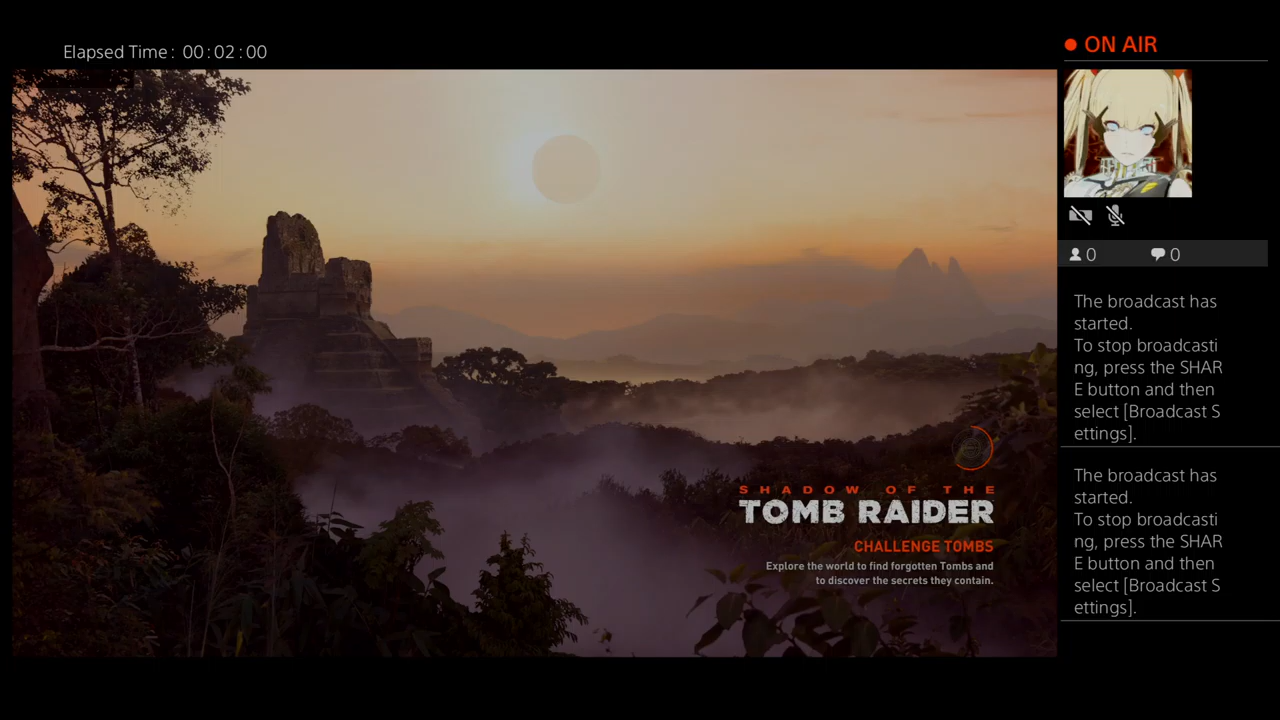 Elapsed Time: 00:02:00
ON AIR
0
0
The broadcast has
started.
To stop broadcasti
ng, press the SHAR
E button and then
select [Broadcast S
ettings].
The broadcast has
started.
To stop broadcasti
ng, press the SHAR
E button and then
select [Broadcast S
ettings].
SHADOW OF THE
TOMB RAIDER
CHALLENGE TOMBS
Explore the world to find forgotten Tombs and
to discover the secrets they contain.